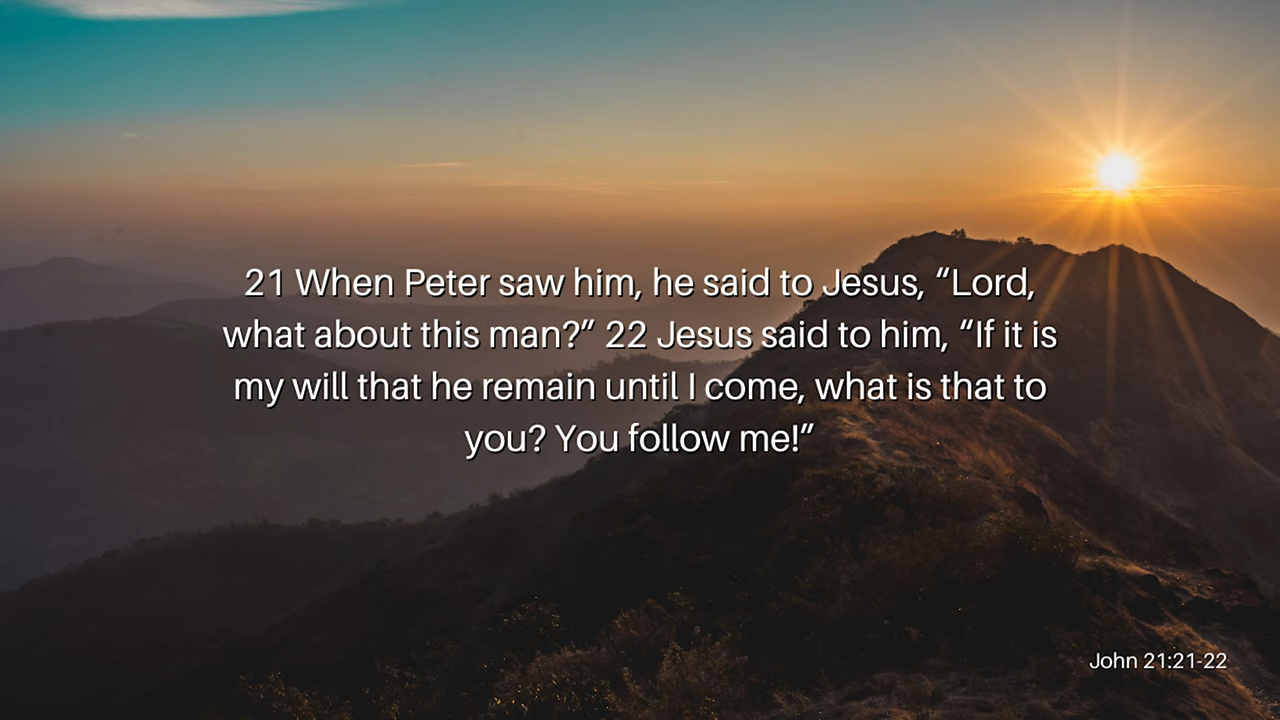 21 When Peter saw him, he said to Jesus, “Lord,
what about this man?” 22 Jesus said to him, “If it is
my will that he remain until I come, what is that to
you? You follow me!”
John 21:21-22